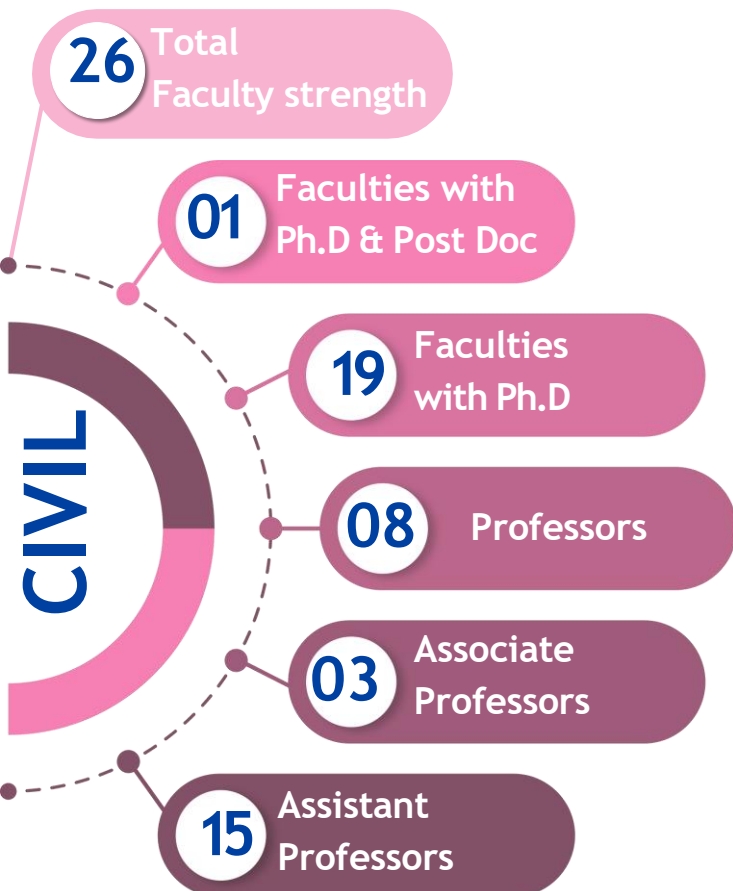 26
Total
Faculty strength
01
Faculties with
Ph.D & Post Doc
19
Faculties
with Ph.D
CIVIL
08
Professors
03
Associate
Professors
15
Assistant
Professors